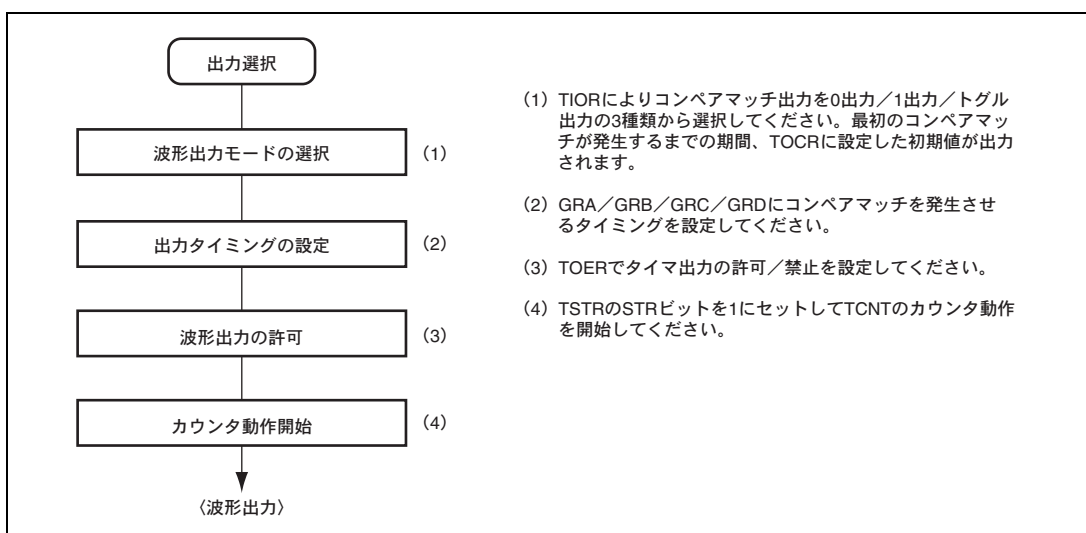 出力選択
波形出力モードの選択 (1)
出力タイミングの設定 (2)
波形出力の許可 (3)
カウンタ動作開始 (4)
〈波形出力〉
(1) TIORによりコンペアマッチ出力を0出力／1出力／トグル
出力の3種類から選択してください。最初のコンペアマッ
チが発生するまでの期間、TOCRに設定した初期値が出力
されます。
(2) GRA／GRB／GRC／GRDにコンペアマッチを発生させ
るタイミングを設定してください。
(3) TOERでタイマ出力の許可／禁止を設定してください。
(4) TSTRのSTRビットを1にセットしてTCNTのカウンタ動作
を開始してください。